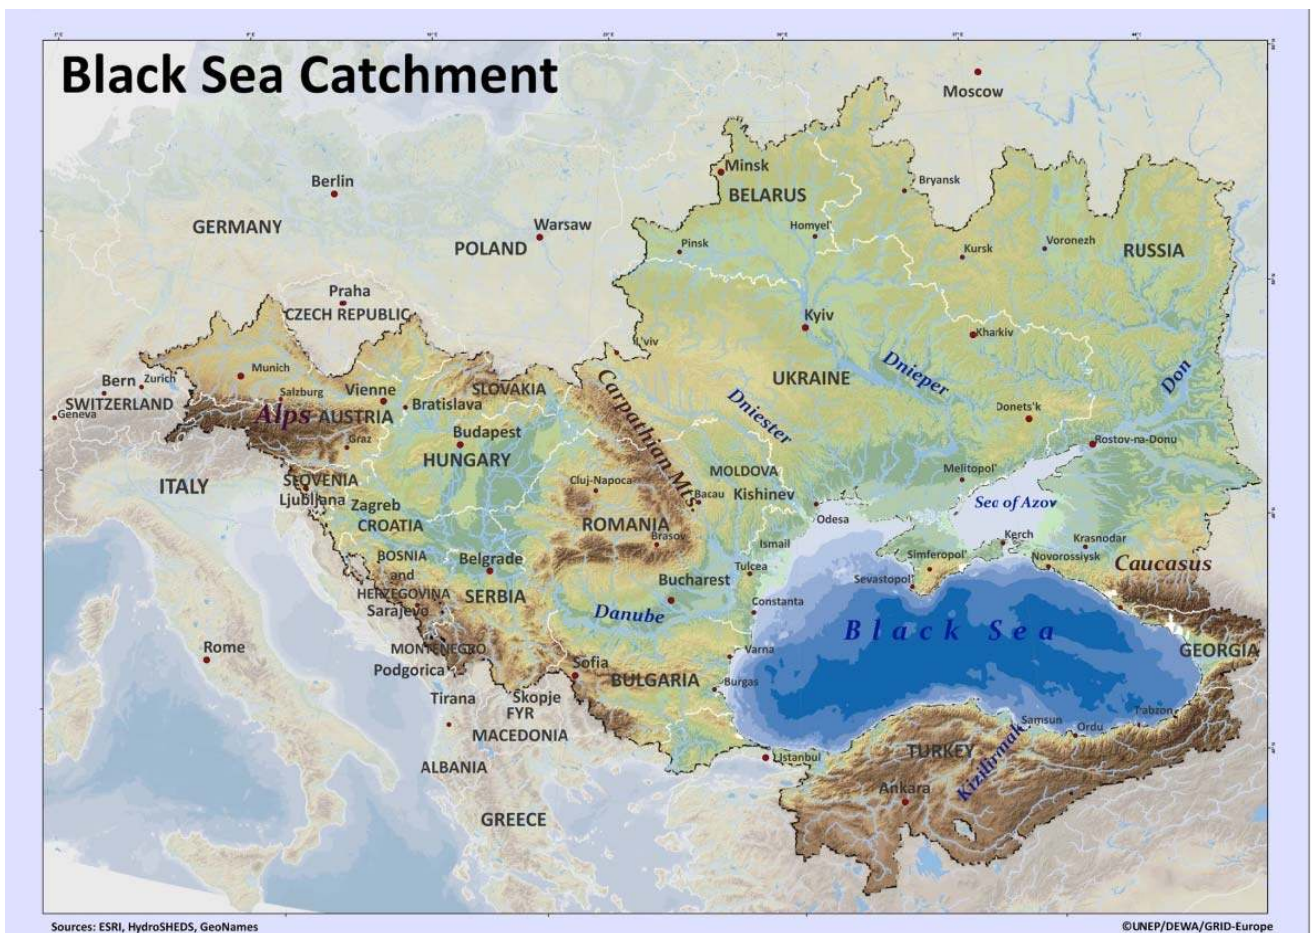 Black Sea Catchment
Moscow
Minsk
BELARUS
Bryansk
Berlin
GERMANY
Warsaw
POLAND
Homyel'
Pinsk
Kursk
Voronezh
RUSSIA
Praha
CZECH REPUBLIC
Kyiv
Kharkiv
L'viv
UKRAINE
Dnieper
Don
Dniester
Bern
Zurich
SWITZERLAND
Geneva
Munich
Salzburg
Vienne
Alps
AUSTRIA
Graz
SLOVAKIA
Bratislava
Budapest
HUNGARY
Carpathian Mts
Donets'k
Rostov-na-Donu
Melitopol'
MOLDOVA
Kishinev
Bacau
Cluj-Napoca
ITALY
SLOVENIA
Ljubljana
Zagreb
CROATIA
ROMANIA
Brasov
Odesa
Sea of Azov
Ismail
Kerch
Krasnodar
Simferopol'
Novorossiysk
Caucasus
Sevastopol'
BOSNIA
and
HERZEGOVINA
Sarajevo
Belgrade
SERBIA
Tulcea
Bucharest
Constanta
Danube
Black Sea
Rome
MONTENEGRO
Podgorica
Sofia
BULGARIA
Varna
Burgas
GEORGIA
Tirana
Skopje
FYR
MACEDONIA
ALBANIA
GREECE
Istanbul
Samsun
Ordu
Trabzon
TURKEY
Kizilirmak
Ankara
Sources: ESRI, HydroSHEDS, GeoNames
©UNEP/DEWA/GRID-Europe